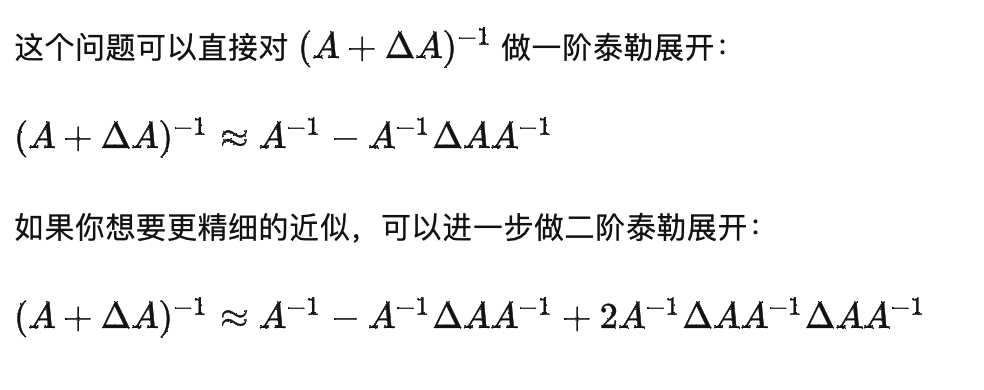 这个问题可以直接对 $(A + \Delta A)^{-1}$ 做一阶泰勒展开：
$(A + \Delta A)^{-1} \approx A^{-1} - A^{-1}\Delta A A^{-1}$
如果你想要更精细的近似，可以进一步做二阶泰勒展开：
$(A + \Delta A)^{-1} \approx A^{-1} - A^{-1}\Delta A A^{-1} + 2A^{-1}\Delta A A^{-1}\Delta A A^{-1}$